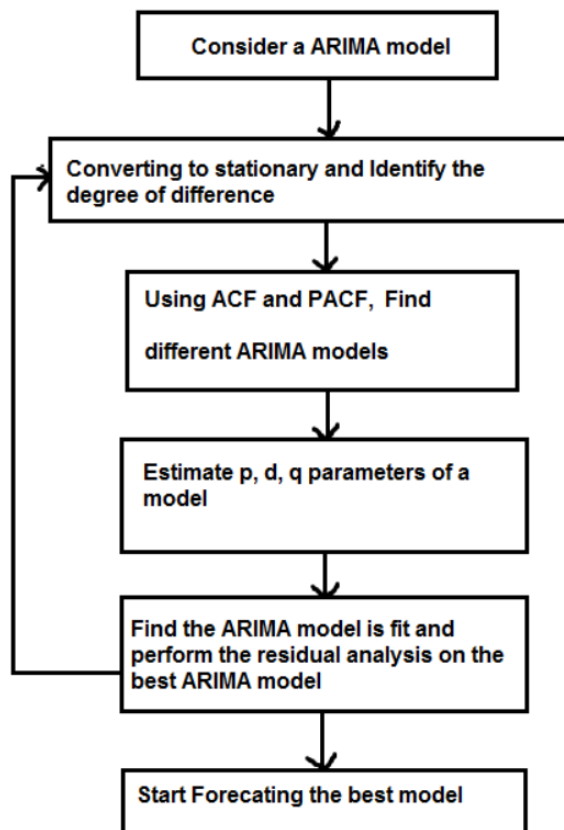 Consider a ARIMA model
Converting to stationary and Identify the
degree of difference
Using ACF and PACF, Find
different ARIMA models
Estimate p, d, q parameters of a
model
Find the ARIMA model is fit and
perform the residual analysis on the
best ARIMA model
Start Forecating the best model